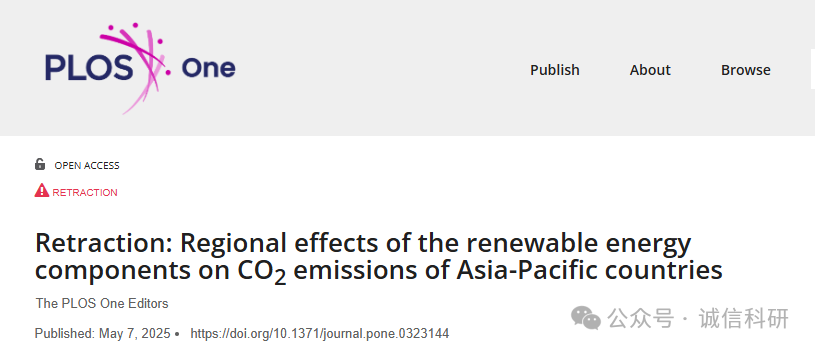 PLOS One
Publish About Browse
OPEN ACCESS
RETRACTION
Retraction: Regional effects of the renewable energy
components on CO2 emissions of Asia-Pacific countries
The PLOS One Editors
公众号 · 诚信科研
Published: May 7, 2025 • https://doi.org/10.1371/journal.pone.0323144